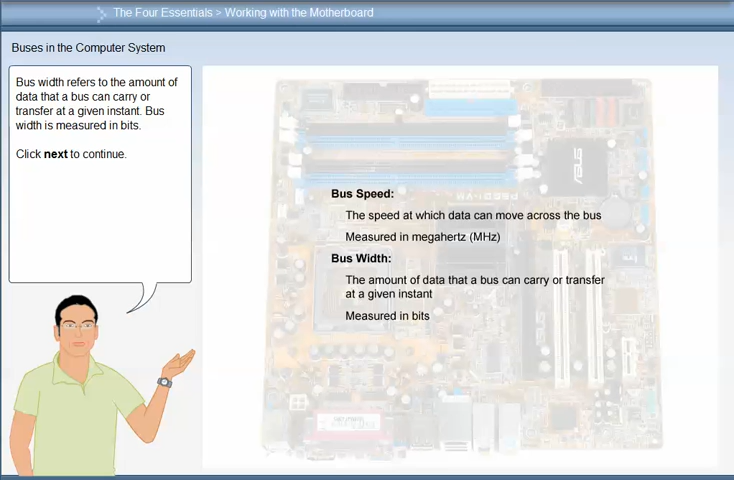 The Four Essentials > Working with the Motherboard
Buses in the Computer System
Bus width refers to the amount of
data that a bus can carry or
transfer at a given instant. Bus
width is measured in bits.
Click next to continue.
ASUS
Bus Speed:
The speed at which data can move across the bus
Measured in megahertz (MHz)
Bus Width:
The amount of data that a bus can carry or transfer
at a given instant
Measured in bits